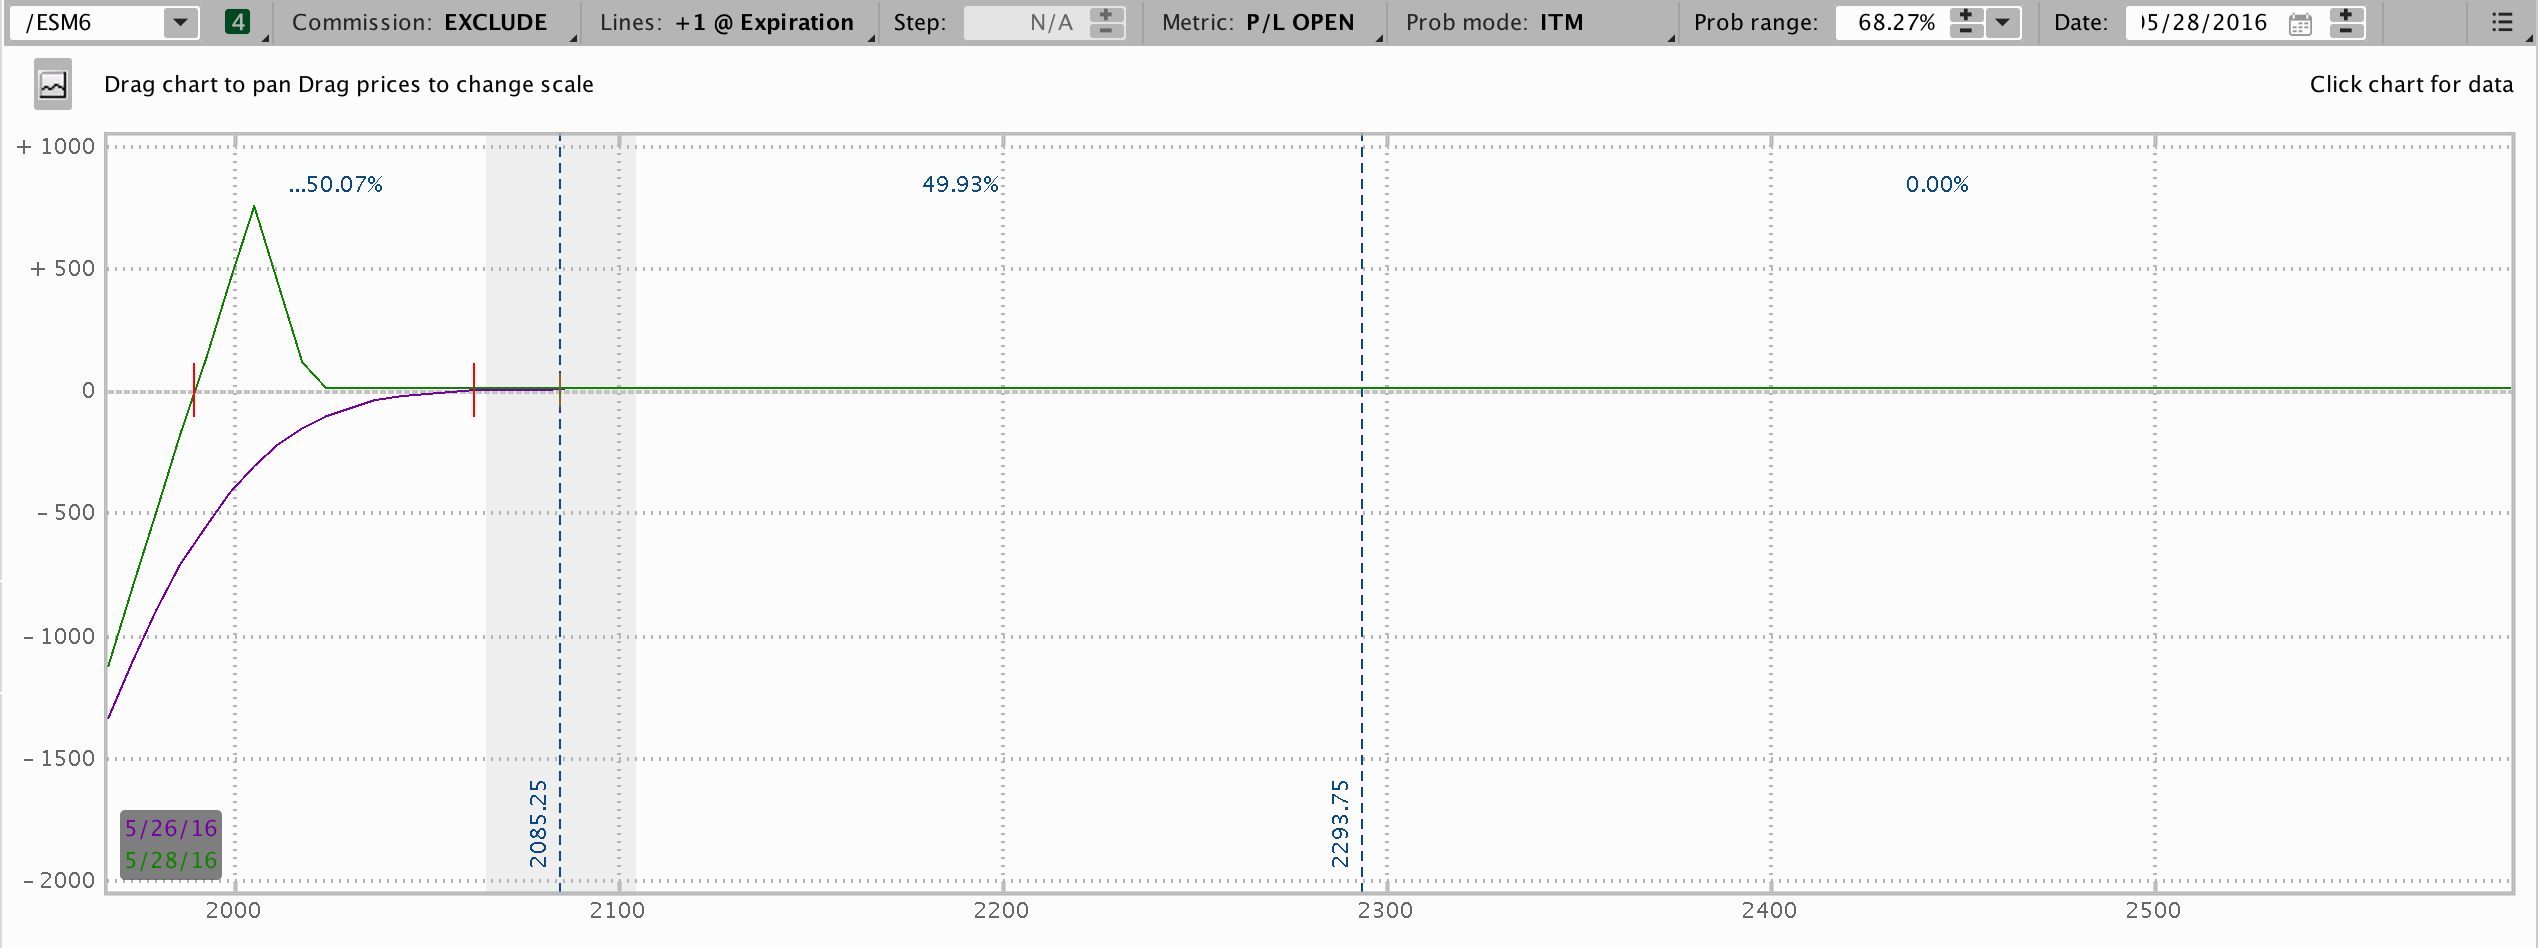 /ESM6 4 Commission: EXCLUDE Lines: +1 @ Expiration Step: N/A Metric: P/L OPEN Prob mode: ITM Prob range: 68.27% Date: 05/28/2016
Drag chart to pan Drag prices to change scale Click chart for data
+ 1000
...50.07% 49.93% 0.00%
+ 500
0
- 500
- 1000
- 1500
2085.25 2293.75
5/26/16
5/28/16
- 2000
2000 2100 2200 2300 2400 2500